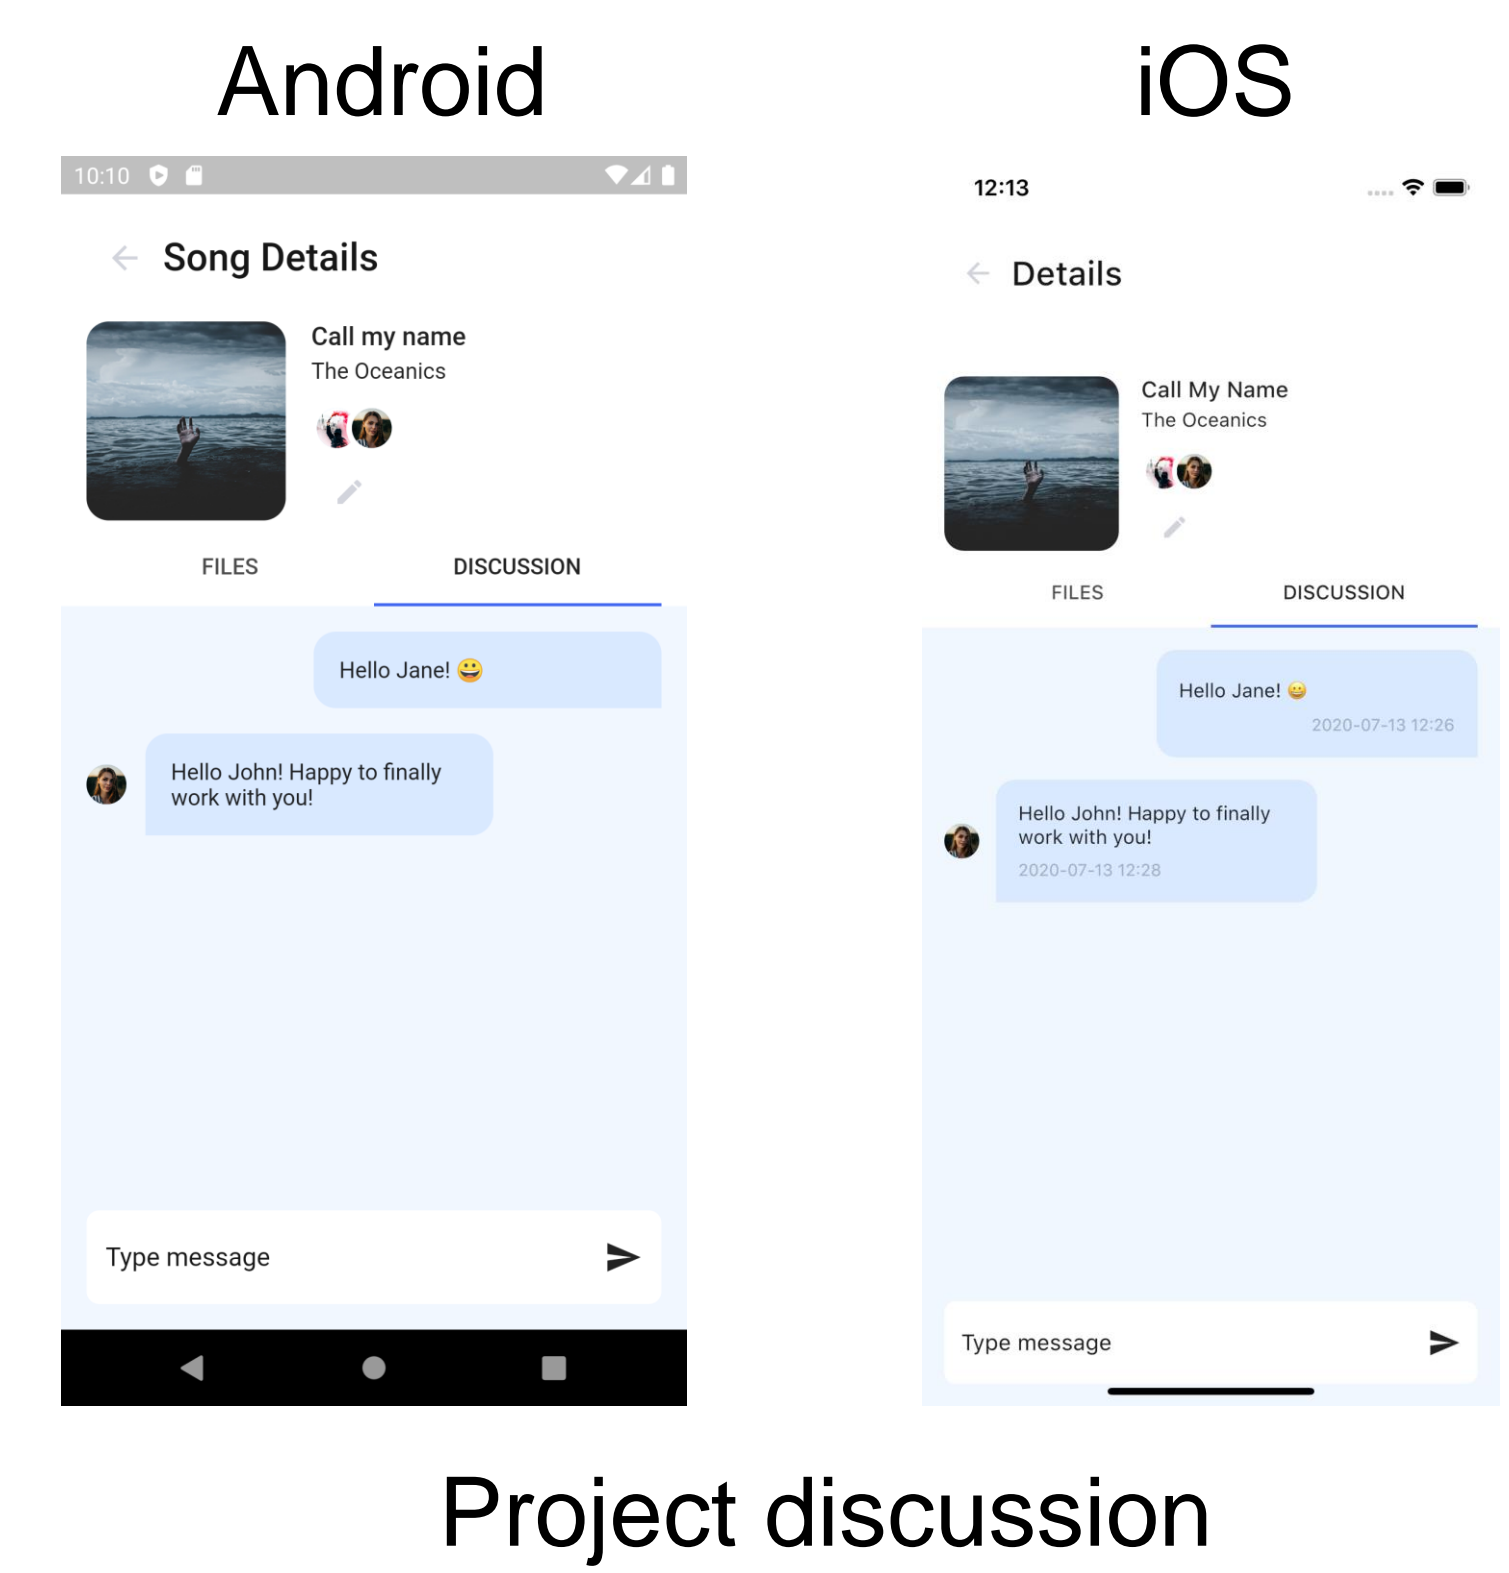 Android
iOS
10:10
Song Details
Call my name
The Oceanics
FILES
DISCUSSION
Hello Jane! 😀
Hello John! Happy to finally
work with you!
Type message
12:13
Details
Call My Name
The Oceanics
FILES
DISCUSSION
Hello Jane! 😀
2020-07-13 12:26
Hello John! Happy to finally
work with you!
2020-07-13 12:28
Type message
Project discussion